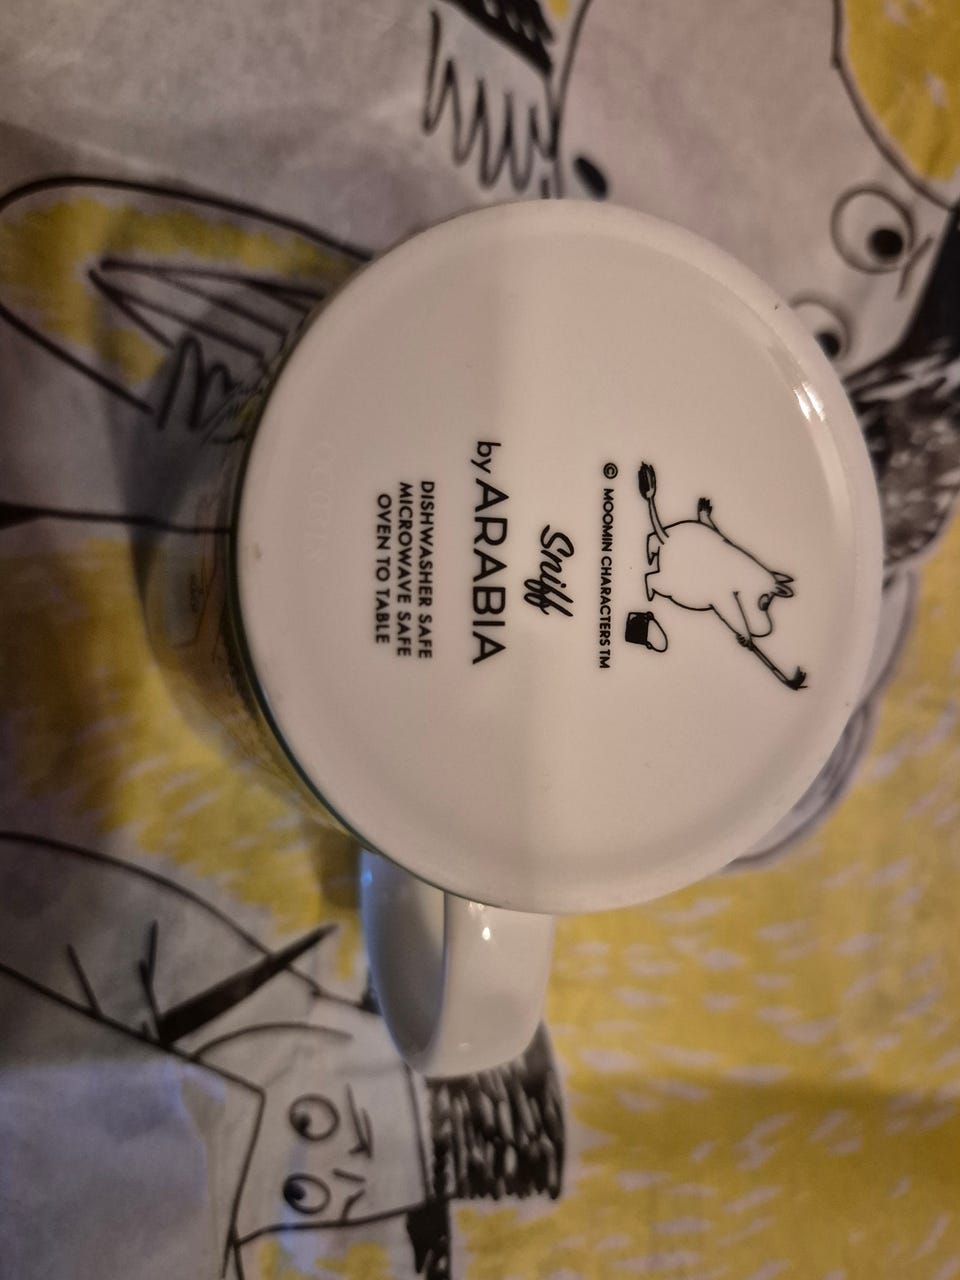 © MOOMIN CHARACTERS TM
Sniff
by ARABIA
DISHWASHER SAFE
MICROWAVE SAFE
OVEN TO TABLE